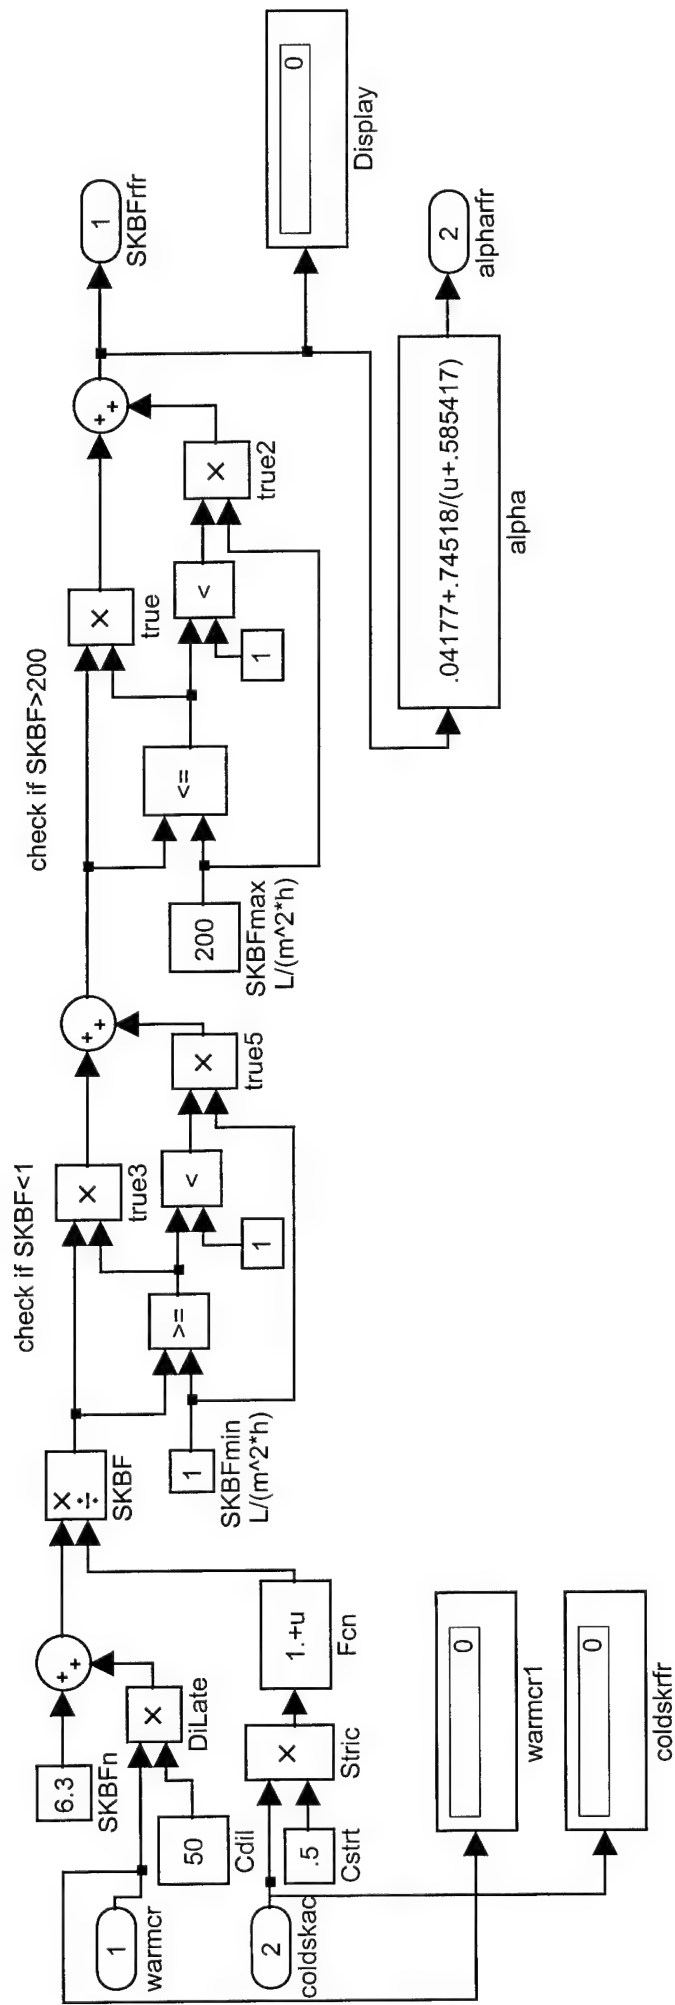 1
warmcr
6.3
SKBFn
50
Cdil
×
DiLate
+
+
2
coldskac
.5
Cstrt
×
Stric
1.+u
Fcn
×
÷
SKBF
check if SKBF<1
1
SKBFmin
L/(m^2*h)
>=
×
true3
1
<
×
true5
+
+
check if SKBF>200
200
SKBFmax
L/(m^2*h)
<=
×
true
1
<
×
true2
+
+
1
SKBFrfr
0
Display
.04177+.74518/(u+.585417)
alpha
2
alpharfr
0
warmcr1
0
coldskrfr